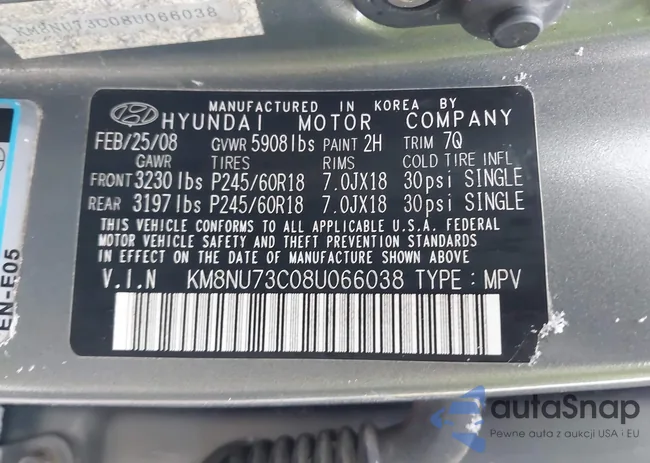 KM8NU73C08U066038
MANUFACTURED IN KOREA BY
HYUNDAI MOTOR COMPANY
FEB/25/08 GVWR 5908lbs PAINT 2H TRIM 7Q
GAWR TIRES RIMS COLD TIRE INFL
FRONT 3230 lbs P245/60R18 7.0JX18 30psi SINGLE
REAR 3197 lbs P245/60R18 7.0JX18 30psi SINGLE
THIS VEHICLE CONFORMS TO ALL APPLICABLE U.S.A. FEDERAL
MOTOR VEHICLE SAFETY AND THEFT PREVENTION STANDARDS
IN EFFECT ON THE DATE OF MANUFACTURE SHOWN ABOVE
V.I.N KM8NU73C08U066038 TYPE : MPV
EN-E05
autaSnap
Pewne auta z aukcji USA i EU